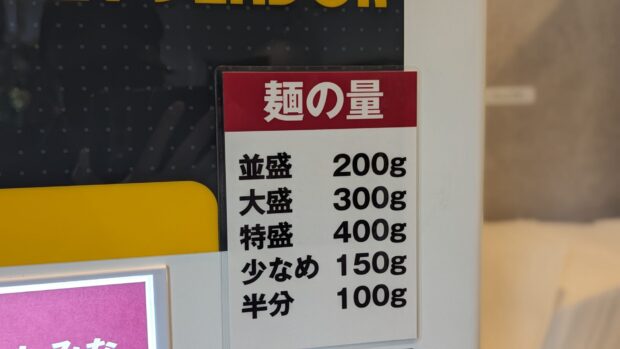 麺の量
並盛 200g
大盛 300g
特盛 400g
少なめ 150g
半分 100g